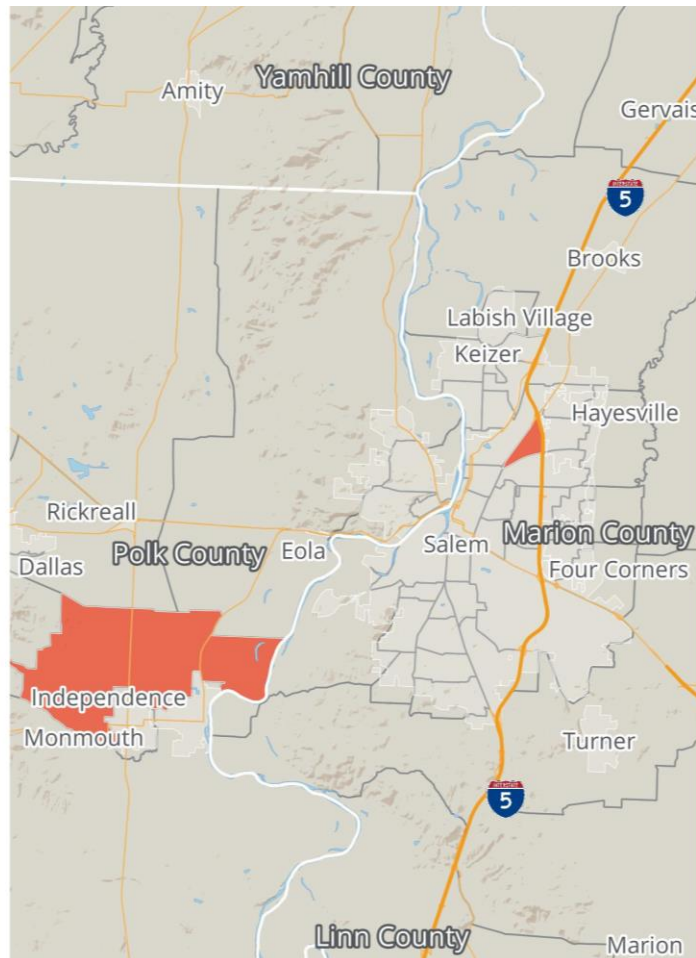 Yamhill County
Amity
Gervais
5
Brooks
Labish Village
Keizer
Hayesville
Rickreall
Polk County
Eola
Salem
Marion County
Dallas
Four Corners
Independence
Monmouth
Turner
5
Linn County
Marion